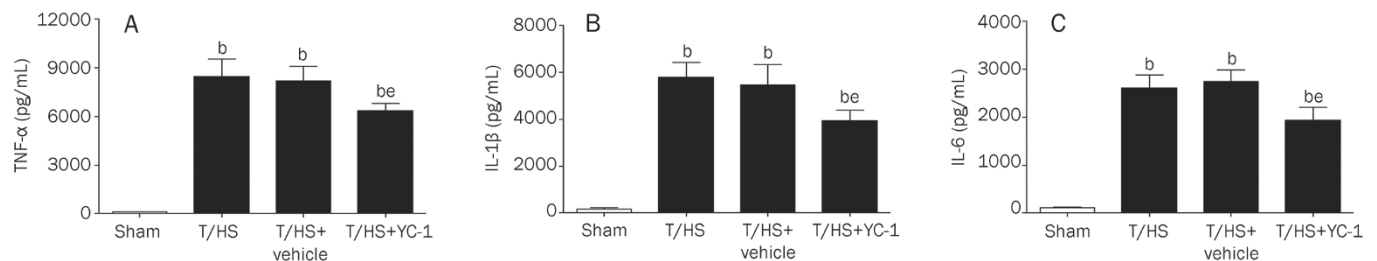 A
TNF-α (pg/mL)
12000
9000
6000
3000
0
b
b
be
Sham
T/HS
T/HS+
vehicle
T/HS+YC-1
B
IL-1β (pg/mL)
8000
6000
4000
2000
0
b
b
be
Sham
T/HS
T/HS+
vehicle
T/HS+YC-1
C
IL-6 (pg/mL)
4000
3000
2000
1000
0
b
b
be
Sham
T/HS
T/HS+
vehicle
T/HS+YC-1